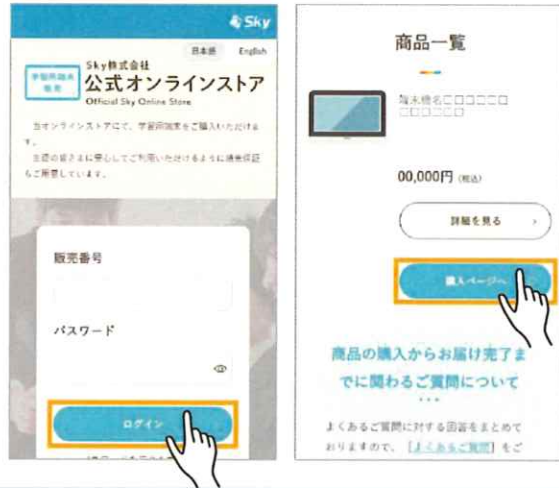 Sky
日本語 English
学習用端末
販売
Sky株式会社
公式オンラインストア
Official Sky Online Store
当オンラインストアにて、学習用端末をご購入いただけま
す。
生徒の皆さまに安心してご利用いただけるように補償保証
もご用意しています。
販売番号
パスワード
ログイン
商品一覧
端末機名□□□□□□
□□□□□□
00,000円 (税込)
詳細を見る
購入ページへ
商品の購入からお届け完了ま
でに関わるご質問について
よくあるご質問に対する回答をまとめて
おりますので、[よくあるご質問] をご